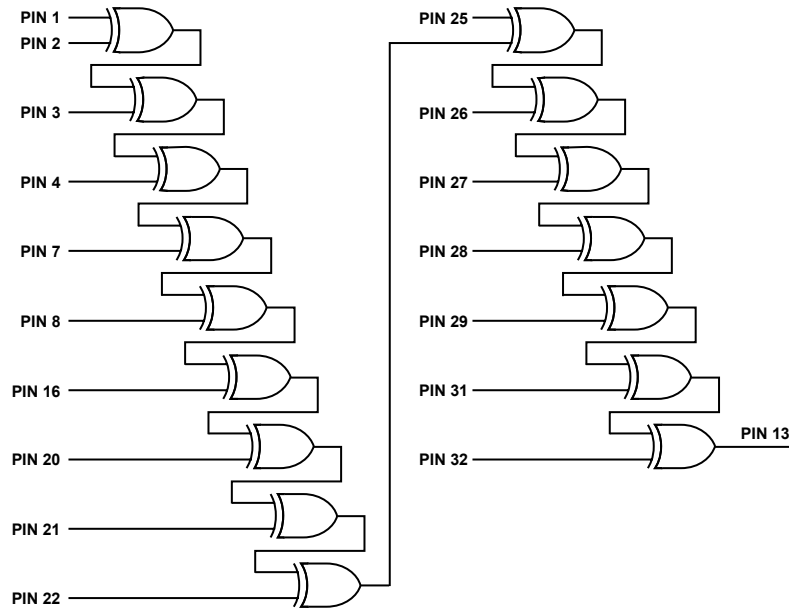 PIN 1
PIN 2
PIN 3
PIN 4
PIN 7
PIN 8
PIN 16
PIN 20
PIN 21
PIN 22
PIN 25
PIN 26
PIN 27
PIN 28
PIN 29
PIN 31
PIN 32
PIN 13